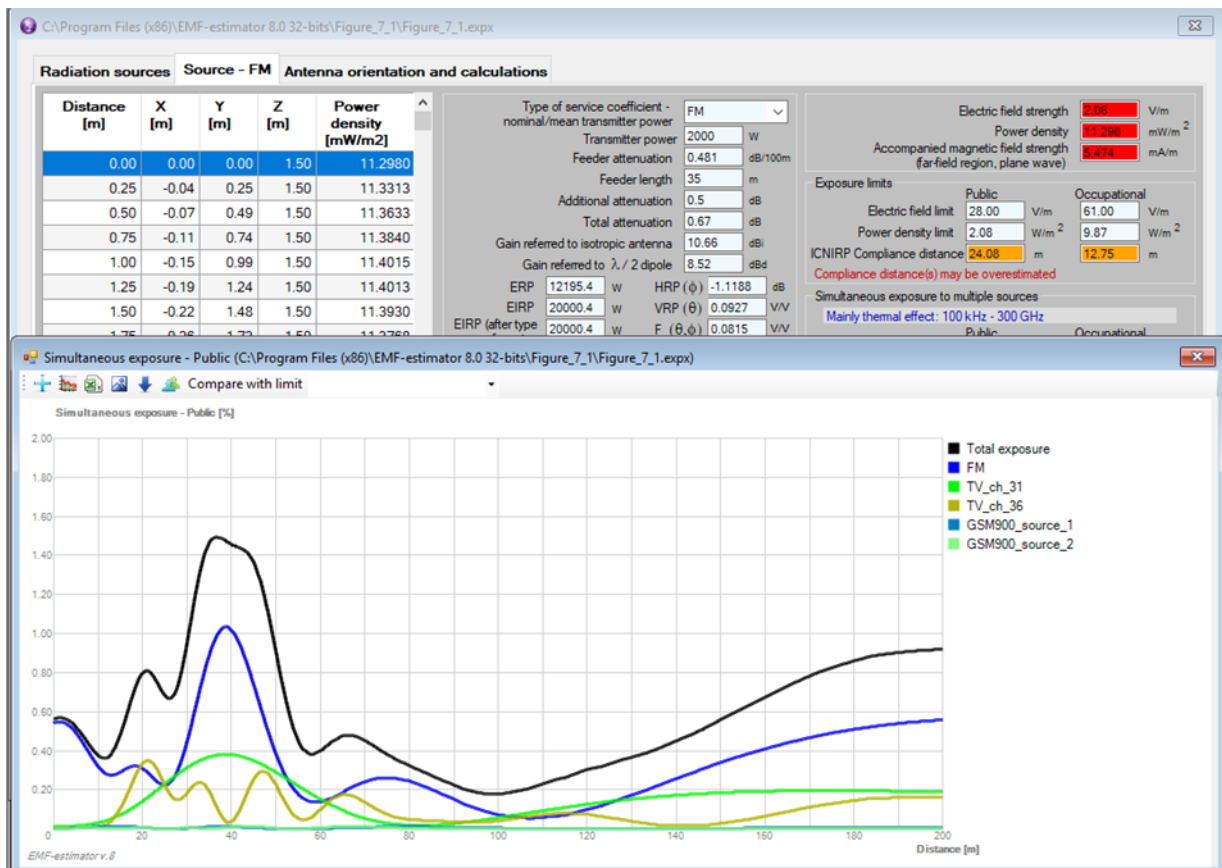 C:\Program Files (x86)\EMF-estimator 8.0 32-bits\Figure_7_1\Figure_7_1.expx
Radiation sources Source - FM Antenna orientation and calculations
Distance [m] X [m] Y [m] Z [m] Power density [mW/m2]
0.00 0.00 0.00 1.50 11.2980
0.25 -0.04 0.25 1.50 11.3313
0.50 -0.07 0.49 1.50 11.3633
0.75 -0.11 0.74 1.50 11.3840
1.00 -0.15 0.99 1.50 11.4015
1.25 -0.19 1.24 1.50 11.4013
1.50 -0.22 1.48 1.50 11.3930
Type of service coefficient - nominal/mean transmitter power FM
Transmitter power 2000 W
Feeder attenuation 0.481 dB/100m
Feeder length 35 m
Additional attenuation 0.5 dB
Total attenuation 0.67 dB
Gain referred to isotropic antenna 10.66 dBi
Gain referred to λ / 2 dipole 8.52 dBd
ERP 12195.4 W HRP (ϕ) -1.1188 dB
EIRP 20000.4 W VRP (θ) 0.0927 V/V
EIRP (after type 20000.4 W F (θ,ϕ) 0.0815 V/V
Electric field strength 2.06 V/m
Power density 11.298 mW/m 2
Accompanied magnetic field strength (far-field region, plane wave) 5.474 mA/m
Exposure limits
Public Occupational
Electric field limit 28.00 V/m 61.00 V/m
Power density limit 2.08 W/m 2 9.87 W/m 2
ICNIRP Compliance distance 24.08 m 12.75 m
Compliance distance(s) may be overestimated
Simultaneous exposure to multiple sources
Mainly thermal effect: 100 kHz - 300 GHz
Public Occupational
Simultaneous exposure - Public (C:\Program Files (x86)\EMF-estimator 8.0 32-bits\Figure_7_1\Figure_7_1.expx)
Compare with limit
Simultaneous exposure - Public [%]
2.00
1.80
1.60
1.40
1.20
1.00
0.80
0.60
0.40
0.20
0 20 40 60 80 100 120 140 160 180 200
Distance [m]
Total exposure
FM
TV_ch_31
TV_ch_36
GSM900_source_1
GSM900_source_2
EMF-estimator v.8